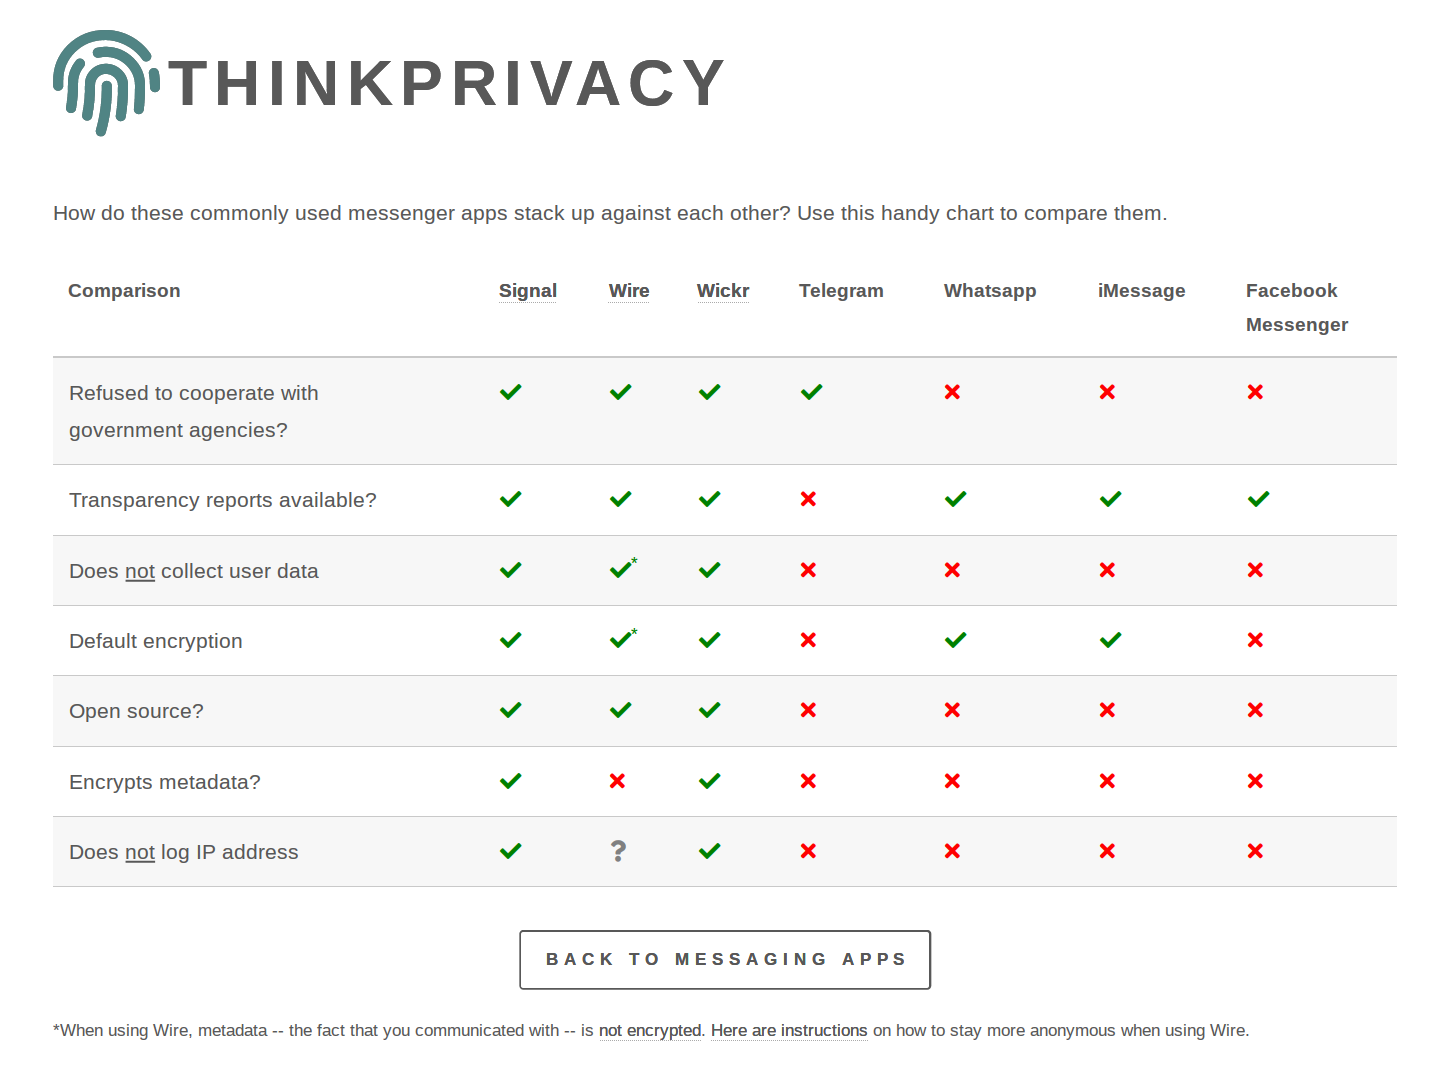 THINKPRIVACY
How do these commonly used messenger apps stack up against each other? Use this handy chart to compare them.
Comparison Signal Wire Wickr Telegram Whatsapp iMessage Facebook Messenger
Refused to cooperate with
government agencies? ✔ ✔ ✔ ✔ ✖ ✖ ✖
Transparency reports available? ✔ ✔ ✔ ✖ ✔ ✔ ✔
Does not collect user data ✔ ✔* ✔ ✖ ✖ ✖ ✖
Default encryption ✔ ✔* ✔ ✖ ✔ ✔ ✖
Open source? ✔ ✔ ✔ ✖ ✖ ✖ ✖
Encrypts metadata? ✔ ✖ ✔ ✖ ✖ ✖ ✖
Does not log IP address ✔ ? ✔ ✖ ✖ ✖ ✖
BACK TO MESSAGING APPS
*When using Wire, metadata -- the fact that you communicated with -- is not encrypted. Here are instructions on how to stay more anonymous when using Wire.